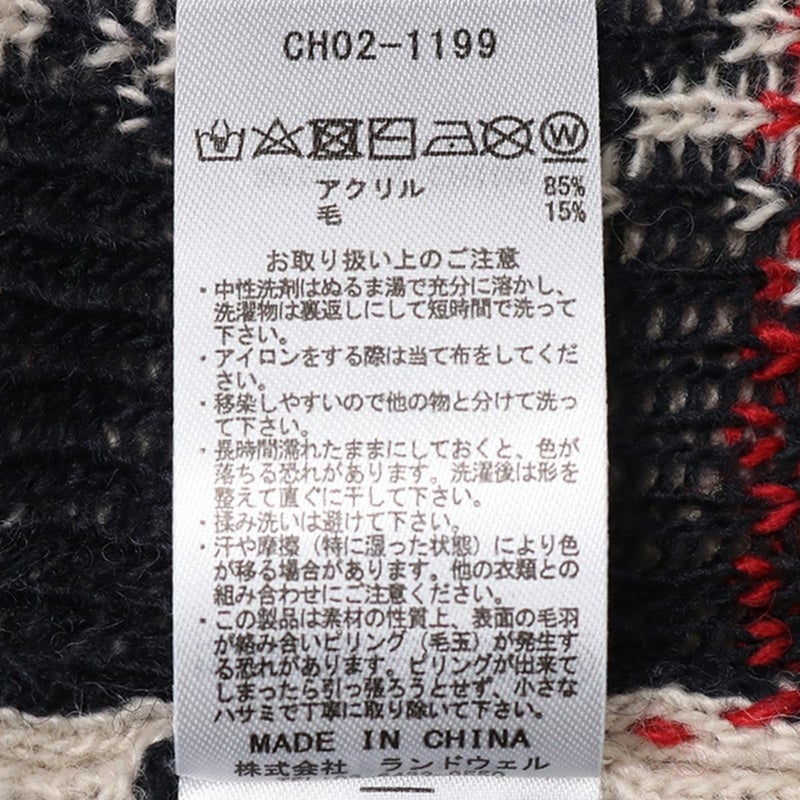 CH02-1199
アクリル 85%
毛 15%
お取り扱い上のご注意
・中性洗剤はぬるま湯で充分に溶かし、
洗濯物は裏返しにして短時間で洗って
下さい。
・アイロンをする際は当て布をしてくだ
さい。
・移染しやすいので他の物と分けて洗っ
て下さい。
・長時間濡れたままにしておくと、色が
落ちる恐れがあります。洗濯後は形を
整えて直ぐに干して下さい。
・揉み洗いは避けて下さい。
・汗や摩擦（特に湿った状態）により色
が移る場合があります。他の衣類との
組み合わせにご注意ください。
・この製品は素材の性質上、表面の毛羽
が絡み合いピリング（毛玉）が発生す
る恐れがあります。ピリングが出来て
しまったら引っ張ろうとせず、小さな
ハサミで丁寧に取り除いて下さい。
MADE IN CHINA
株式会社 ランドウェル